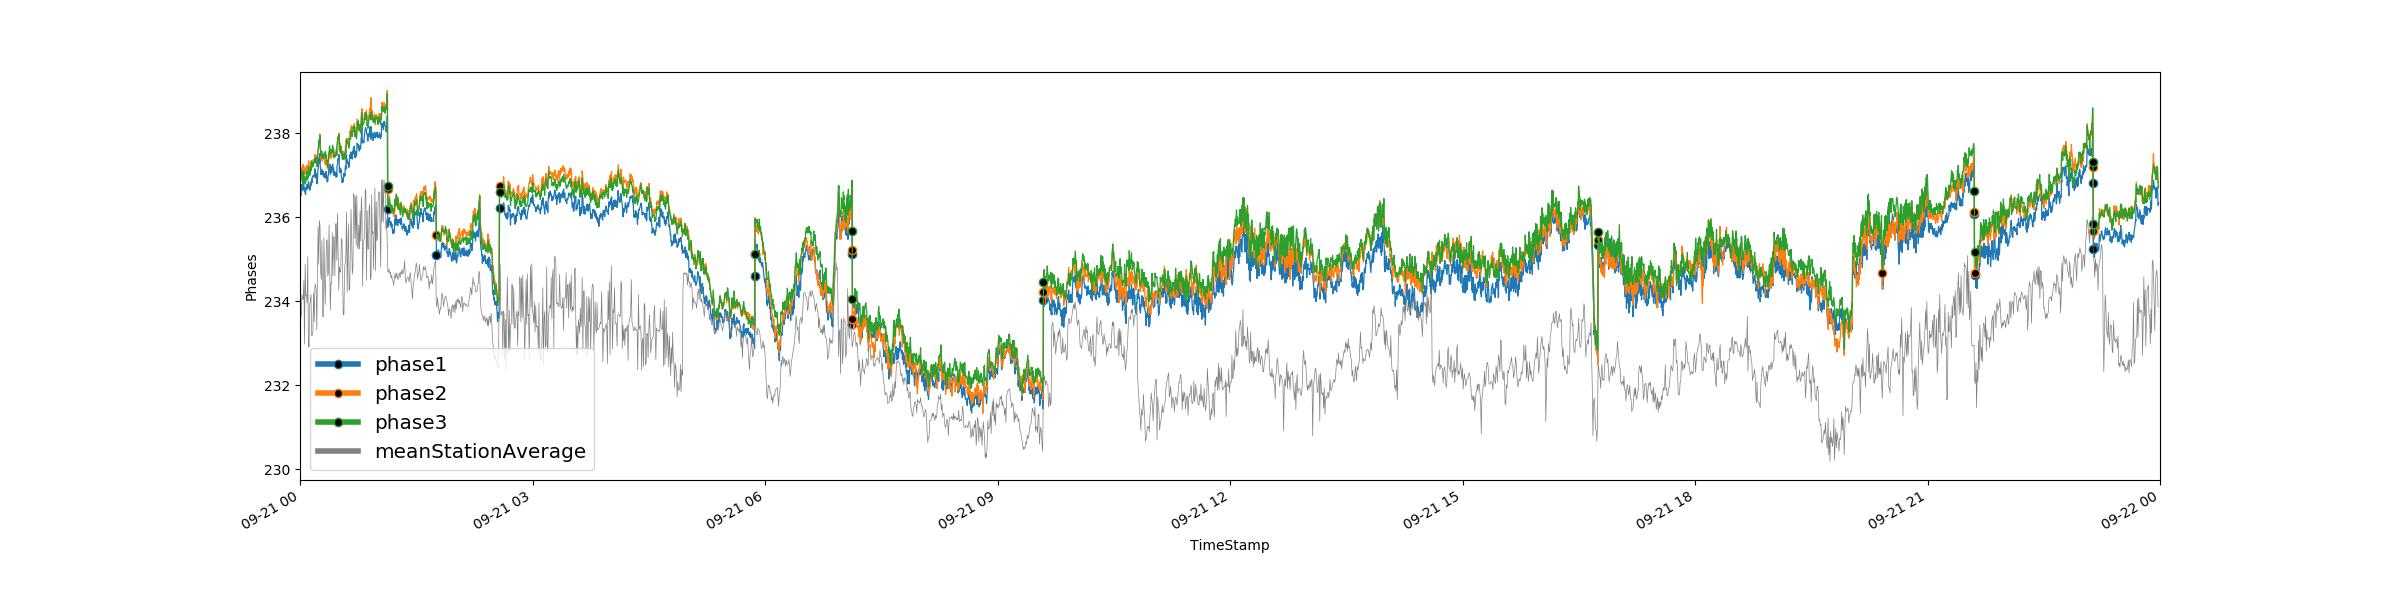 238
236
234
232
230
Phases
phase1
phase2
phase3
meanStationAverage
09-21 00
09-21 03
09-21 06
09-21 09
09-21 12
09-21 15
09-21 18
09-21 21
09-22 00
TimeStamp